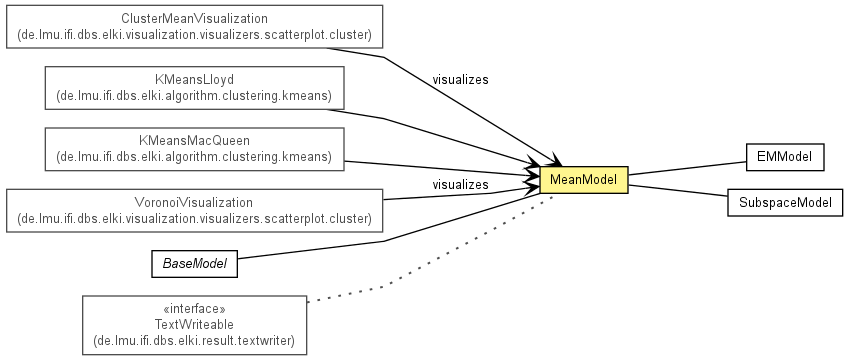 ClusterMeanVisualization
(de.lmu.ifi.dbs.elki.visualization.visualizers.scatterplot.cluster)
visualizes
KMeansLloyd
(de.lmu.ifi.dbs.elki.algorithm.clustering.kmeans)
KMeansMacQueen
(de.lmu.ifi.dbs.elki.algorithm.clustering.kmeans)
EMModel
MeanModel
visualizes
VoronoiVisualization
(de.lmu.ifi.dbs.elki.visualization.visualizers.scatterplot.cluster)
SubspaceModel
BaseModel
«interface»
TextWriteable
(de.lmu.ifi.dbs.elki.result.textwriter)